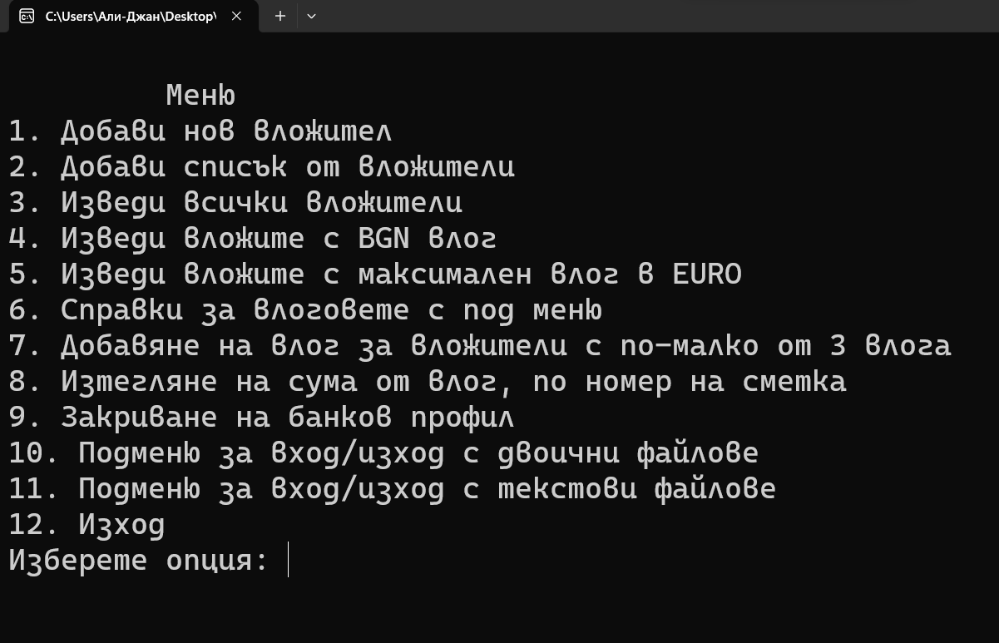 C:\Users\Али-Джан\Desktop\
Меню
1. Добави нов вложител
2. Добави списък от вложители
3. Изведи всички вложители
4. Изведи вложите с BGN влог
5. Изведи вложите с максимален влог в EURO
6. Справки за влоговете с под меню
7. Добавяне на влог за вложители с по-малко от 3 влога
8. Изтегляне на сума от влог, по номер на сметка
9. Закриване на банков профил
10. Подменю за вход/изход с двоични файлове
11. Подменю за вход/изход с текстови файлове
12. Изход
Изберете опция: